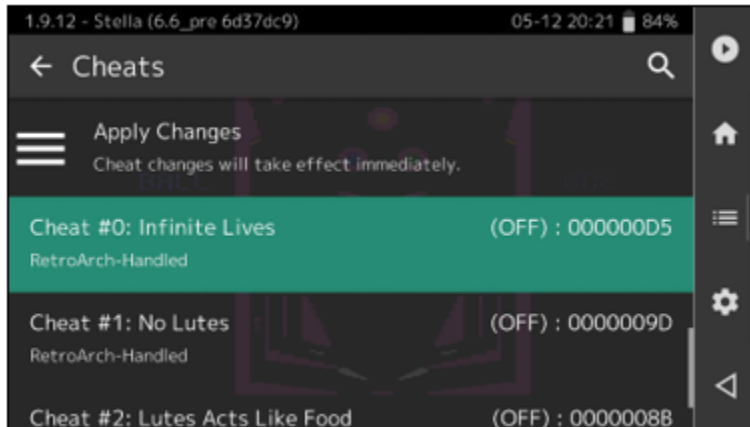 1.9.12 - Stella (6.6_pre 6d37dc9) 05-12 20:21 84%
Cheats
Apply Changes
Cheat changes will take effect immediately.
Cheat #0: Infinite Lives (OFF) : 000000D5
RetroArch-Handled
Cheat #1: No Lutes (OFF) : 0000009D
RetroArch-Handled
Cheat #2: Lutes Acts Like Food (OFF) : 0000008B